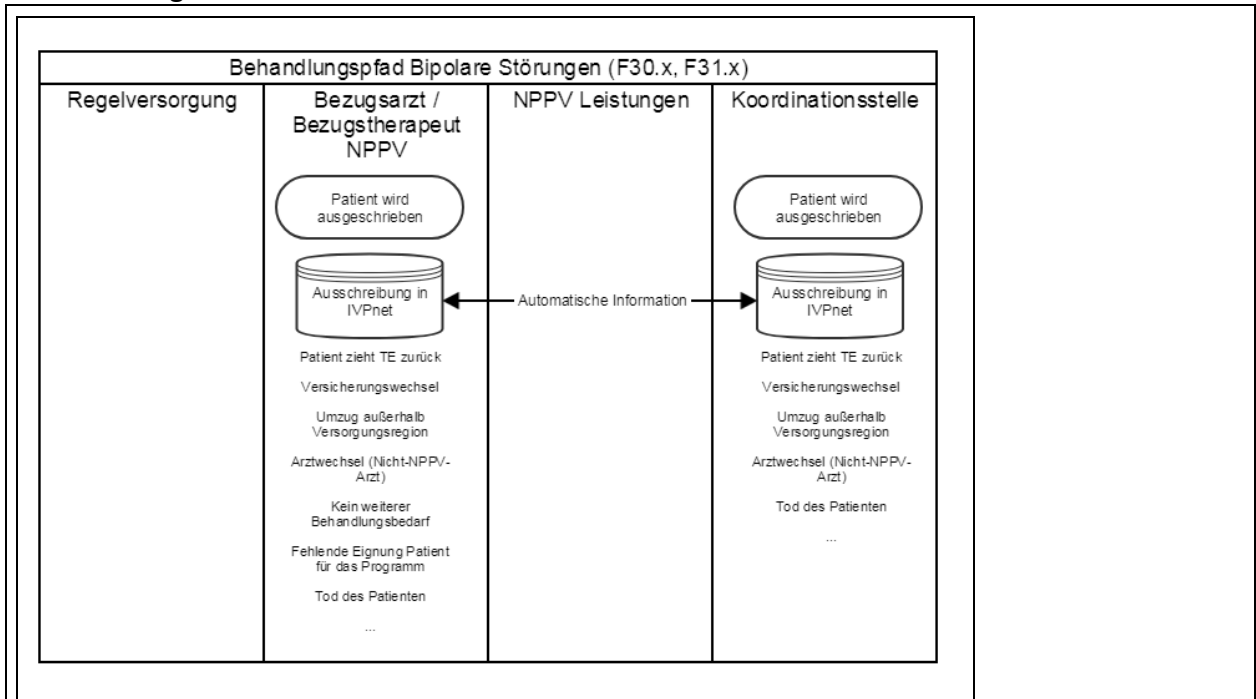 Behandlungspfad Bipolare Störungen (F30.x, F31.x)
Regelversorgung
Bezugsarzt /
Bezugstherapeut
NPPV
NPPV Leistungen
Koordinationsstelle
Patient wird
ausgeschrieben
Patient wird
ausgeschrieben
Ausschreibung in
IVPnet
Automatische Information
Ausschreibung in
IVPnet
Patient zieht TE zurück
Versicherungswechsel
Umzug außerhalb
Versorgungsregion
Arztwechsel (Nicht-NPPV-
Arzt)
Kein weiterer
Behandlungsbedarf
Fehlende Eignung Patient
für das Programm
Tod des Patienten
...
Patient zieht TE zurück
Versicherungswechsel
Umzug außerhalb
Versorgungsregion
Arztwechsel (Nicht-NPPV-
Arzt)
Tod des Patienten
...